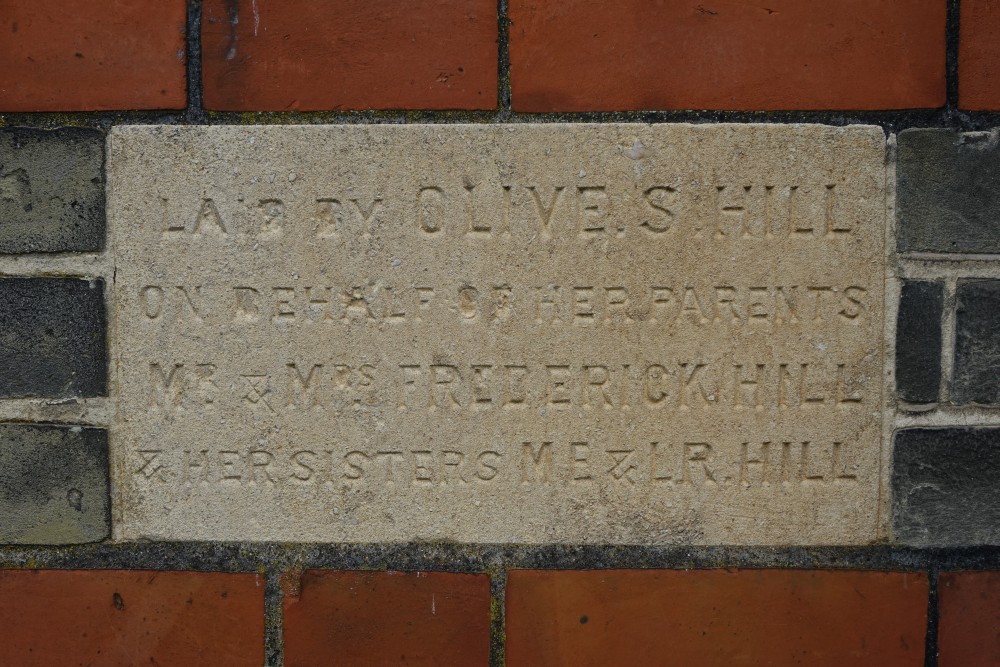 LAID BY OLIVE. S. HILL
ON BEHALF OF HER PARENTS
MR. & MRS FREDERICK HILL
& HER SISTERS M E & L.R. HILL